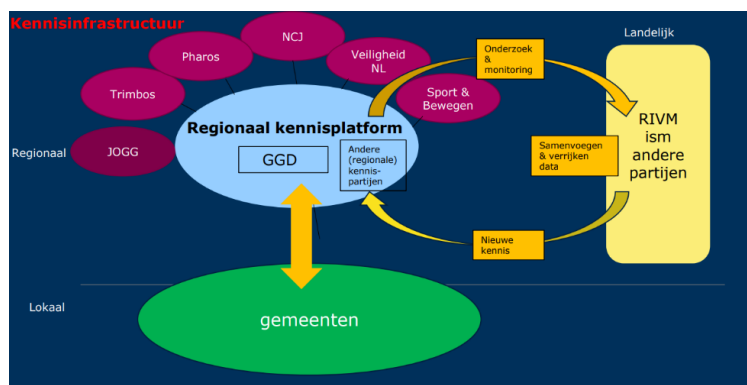 Kennisinfrastructuur
Landelijk
NCJ
Pharos
Veiligheid
NL
Onderzoek
&
monitoring
Trimbos
Sport &
Bewegen
Regionaal kennisplatform
RIVM
ism
andere
partijen
Regionaal
JOGG
GGD
Andere
(regionale)
kennis-
partijen
Samenvoegen
& verrijken
data
Nieuwe
kennis
Lokaal
gemeenten